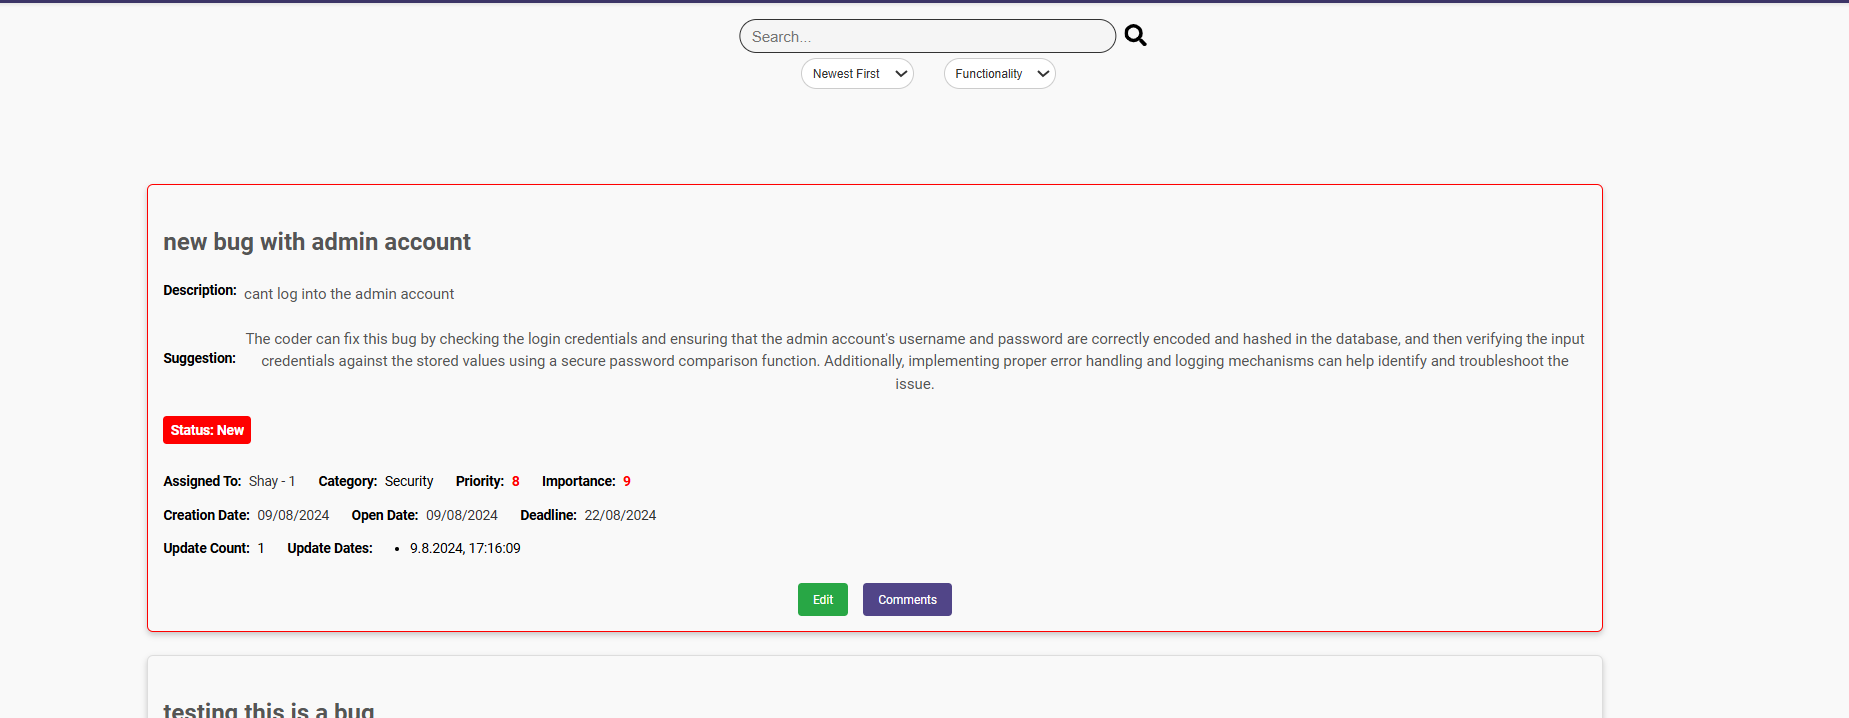 Search...
Newest First Functionality
new bug with admin account
Description: cant log into the admin account
The coder can fix this bug by checking the login credentials and ensuring that the admin account's username and password are correctly encoded and hashed in the database, and then verifying the input
Suggestion: credentials against the stored values using a secure password comparison function. Additionally, implementing proper error handling and logging mechanisms can help identify and troubleshoot the
issue.
Status: New
Assigned To: Shay - 1 Category: Security Priority: 8 Importance: 9
Creation Date: 09/08/2024 Open Date: 09/08/2024 Deadline: 22/08/2024
Update Count: 1 Update Dates: • 9.8.2024, 17:16:09
Edit Comments
testing this is a bug